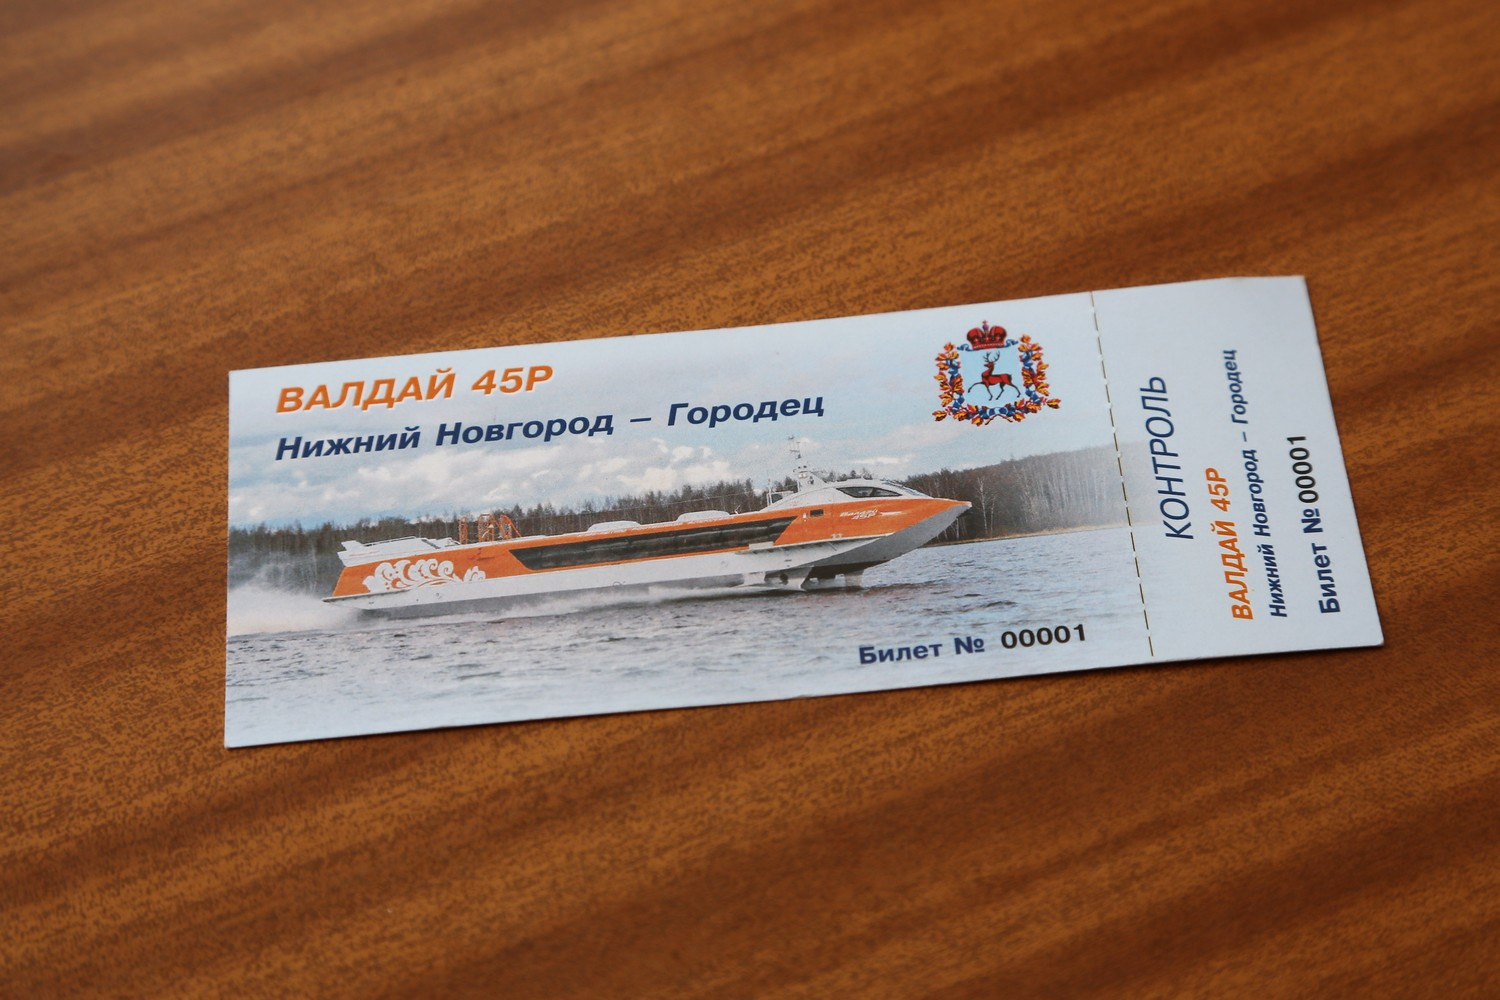 ВАЛДАЙ 45Р
Нижний Новгород – Городец
Билет № 00001
КОНТРОЛЬ
ВАЛДАЙ 45Р
Нижний Новгород – Городец
Билет № 00001